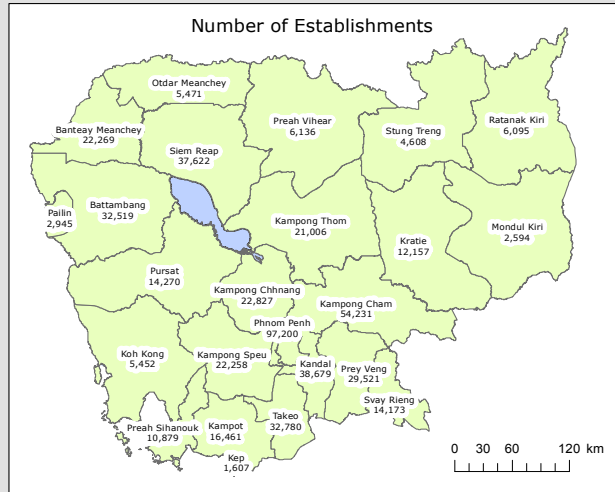 Number of Establishments
Otdar Meanchey
5,471
Banteay Meanchey
22,269
Siem Reap
37,622
Preah Vihear
6,136
Stung Treng
4,608
Ratanak Kiri
6,095
Pailin
2,945
Battambang
32,519
Kampong Thom
21,006
Kratie
12,157
Mondul Kiri
2,594
Pursat
14,270
Kampong Chhnang
22,827
Kampong Cham
54,231
Phnom Penh
97,200
Koh Kong
5,452
Kampong Speu
22,258
Kandal
38,679
Prey Veng
29,521
Svay Rieng
14,173
Preah Sihanouk
10,879
Kampot
16,461
Takeo
32,780
Kep
1,607
0 30 60 120 km